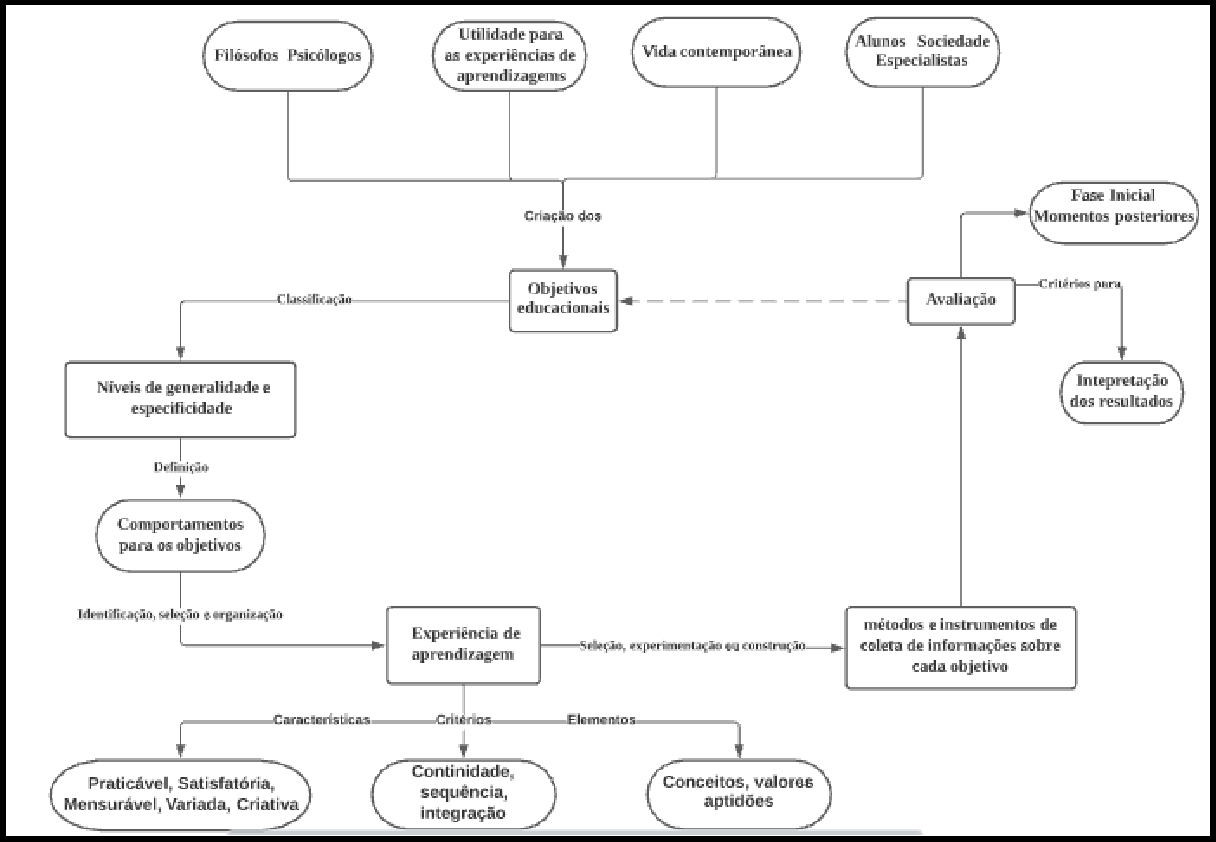 Filósofos Psicólogos
Utilidade para
as experiências de
aprendizagems
Vida contemporânea
Alunos Sociedade
Especialistas
Fase Inicial
Momentos posteriores
Criação dos
Objetivos
educacionais
Classificação
Avaliação
Critérios para
Intepretação
dos resultados
Níveis de generalidade e
especificidade
Definição
Comportamentos
para os objetivos
Identificação, seleção e organização
Experiência de
aprendizagem
Seleção, experimentação ou construção
métodos e instrumentos de
coleta de informações sobre
cada objetivo
Características
Critérios
Elementos
Praticável, Satisfatória,
Mensurável, Variada, Criativa
Continidade,
sequência,
integração
Conceitos, valores
aptidões